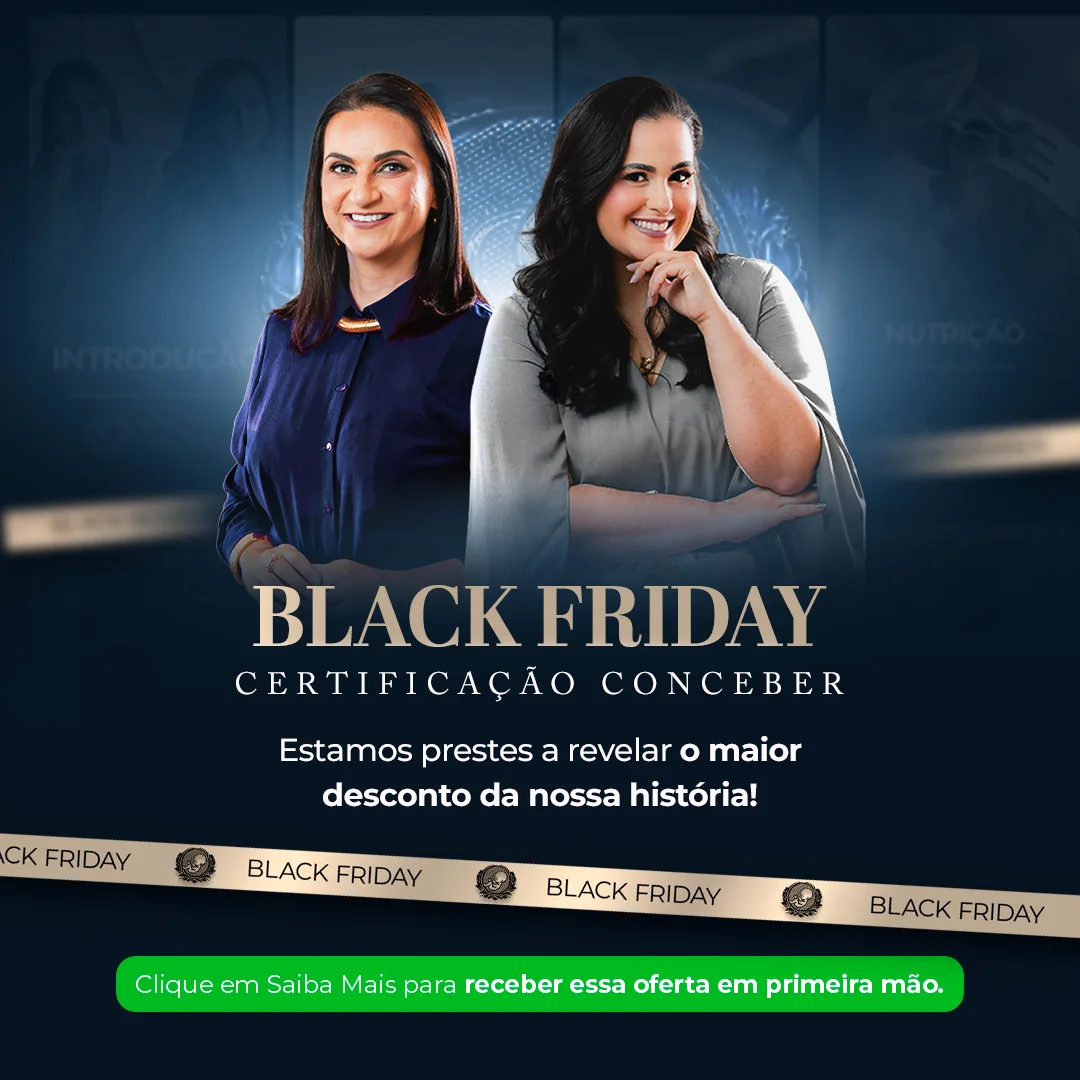 INTRODUÇÃO
NUTRIÇÃO
BLACK FRIDAY
CERTIFICAÇÃO CONCEBER
Estamos prestes a revelar o maior
desconto da nossa história!
ACK FRIDAY BLACK FRIDAY BLACK FRIDAY BLACK FRIDAY
Clique em Saiba Mais para receber essa oferta em primeira mão.